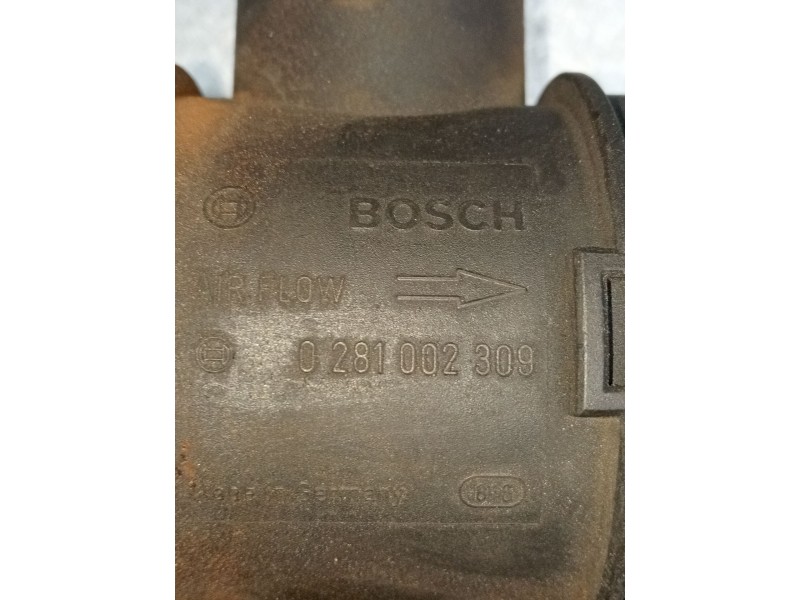 BOSCH
AIR FLOW
0 281 002 309
Made in Germany